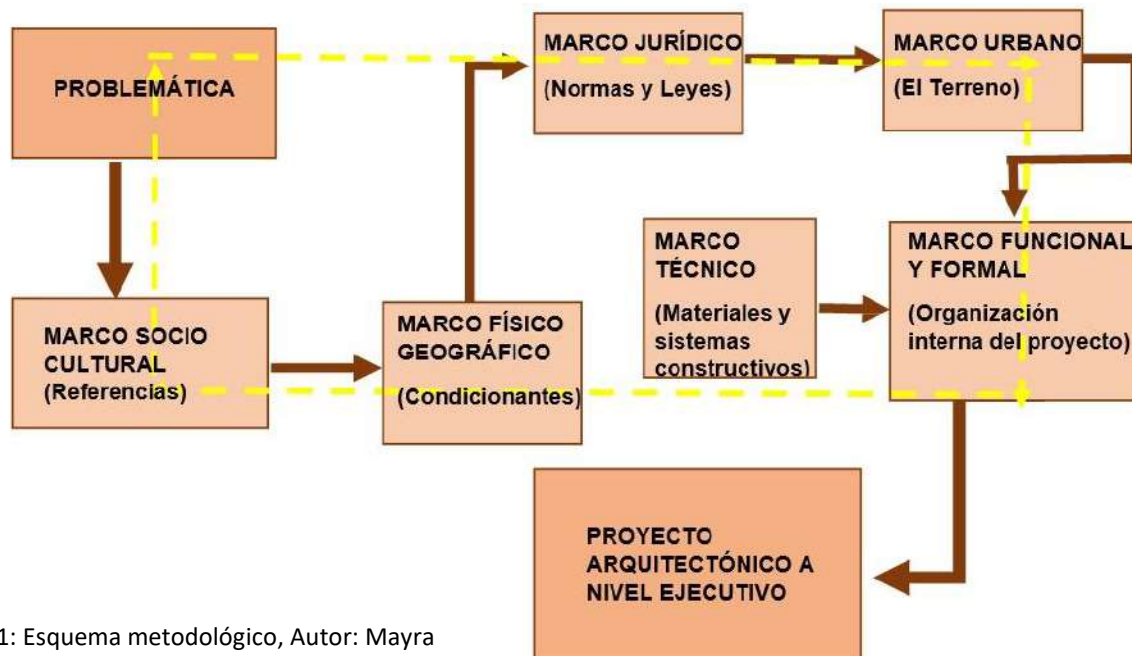 PROBLEMÁTICA
MARCO SOCIO
CULTURAL
(Referencias)
MARCO FÍSICO
GEOGRÁFICO
(Condicionantes)
MARCO JURÍDICO
(Normas y Leyes)
MARCO URBANO
(El Terreno)
MARCO
TÉCNICO
(Materiales y
sistemas
constructivos)
MARCO FUNCIONAL
Y FORMAL
(Organización
interna del proyecto)
PROYECTO
ARQUITECTÓNICO A
NIVEL EJECUTIVO
1: Esquema metodológico, Autor: Mayra